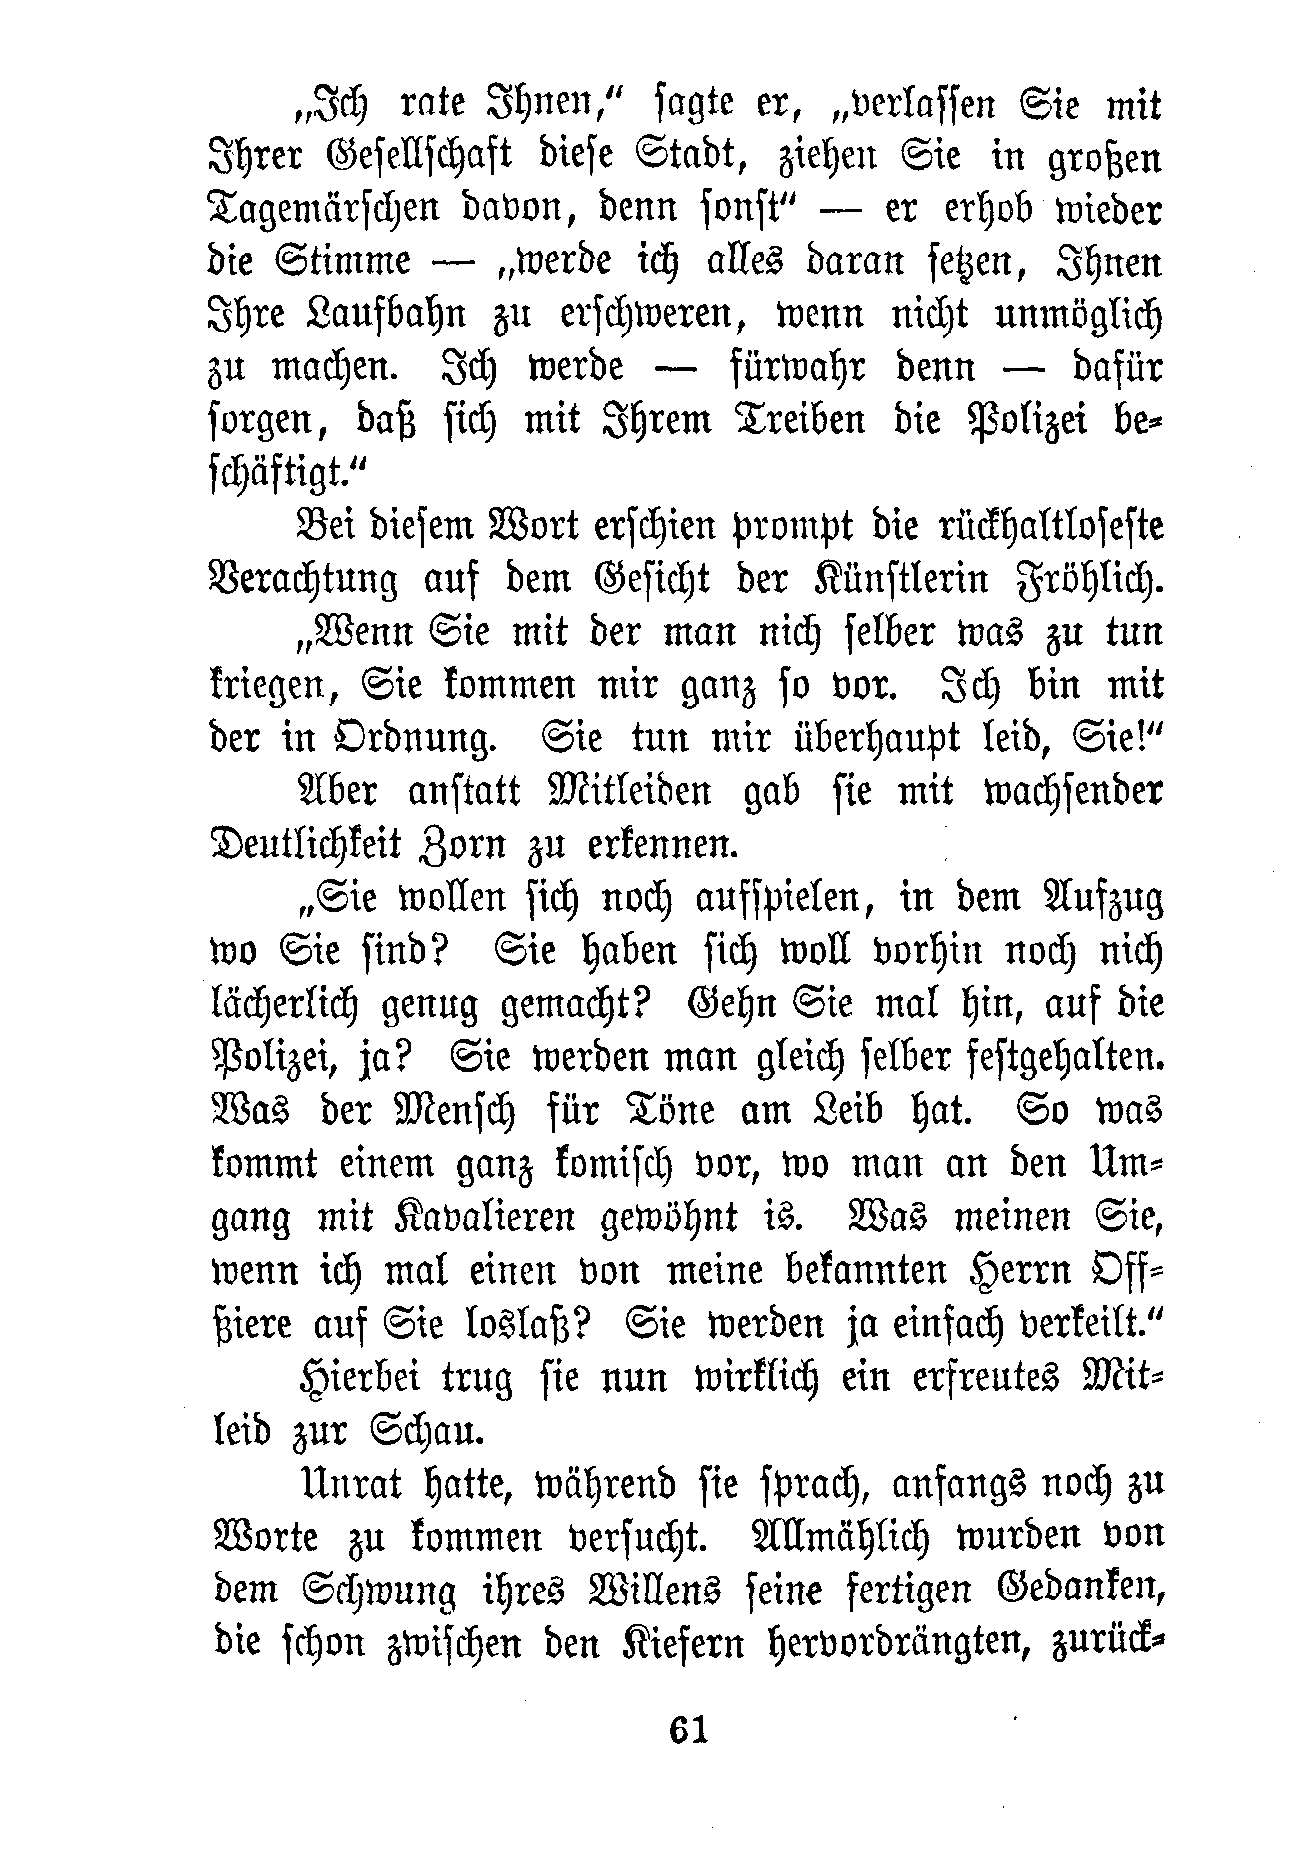 „Ich rate Ihnen,“ sagte er, „verlassen Sie mit
Ihrer Gesellschaft diese Stadt, ziehen Sie in großen
Tagemärschen davon, denn sonst“ — er erhob wieder
die Stimme — „werde ich alles daran setzen, Ihnen
Ihre Laufbahn zu erschweren, wenn nicht unmöglich
zu machen. Ich werde — fürwahr denn — dafür
sorgen, daß sich mit Ihrem Treiben die Polizei be-
schäftigt.“
Bei diesem Wort erschien prompt die rückhaltloseste
Verachtung auf dem Gesicht der Künstlerin Fröhlich.
„Wenn Sie mit der man nich selber was zu tun
kriegen, Sie kommen mir ganz so vor. Ich bin mit
der in Ordnung. Sie tun mir überhaupt leid, Sie!“
Aber anstatt Mitleiden gab sie mit wachsender
Deutlichkeit Zorn zu erkennen.
„Sie wollen sich noch aufspielen, in dem Aufzug
wo Sie sind? Sie haben sich woll vorhin noch nich
lächerlich genug gemacht? Gehn Sie mal hin, auf die
Polizei, ja? Sie werden man gleich selber festgehalten.
Was der Mensch für Töne am Leib hat. So was
kommt einem ganz komisch vor, wo man an den Um-
gang mit Kavalieren gewöhnt is. Was meinen Sie,
wenn ich mal einen von meine bekannten Herrn Off-
ßiere auf Sie loslaß? Sie werden ja einfach verkeilt.“
Hierbei trug sie nun wirklich ein erfreutes Mit-
leid zur Schau.
Unrat hatte, während sie sprach, anfangs noch zu
Worte zu kommen versucht. Allmählich wurden von
dem Schwung ihres Willens seine fertigen Gedanken,
die schon zwischen den Kiefern hervordrängten, zurück-
61